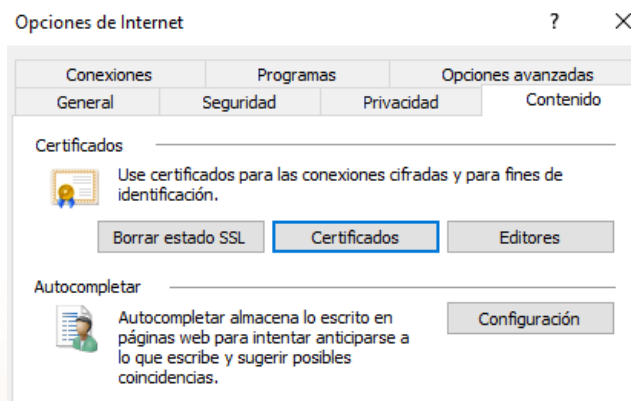 Opciones de Internet ?
Conexiones Programas Opciones avanzadas
General Seguridad Privacidad Contenido
Certificados
Use certificados para las conexiones cifradas y para fines de
identificación.
Borrar estado SSL Certificados Editores
Autocompletar
Autocompletar almacena lo escrito en
páginas web para intentar anticiparse a
lo que escribe y sugerir posibles
coincidencias.
Configuración